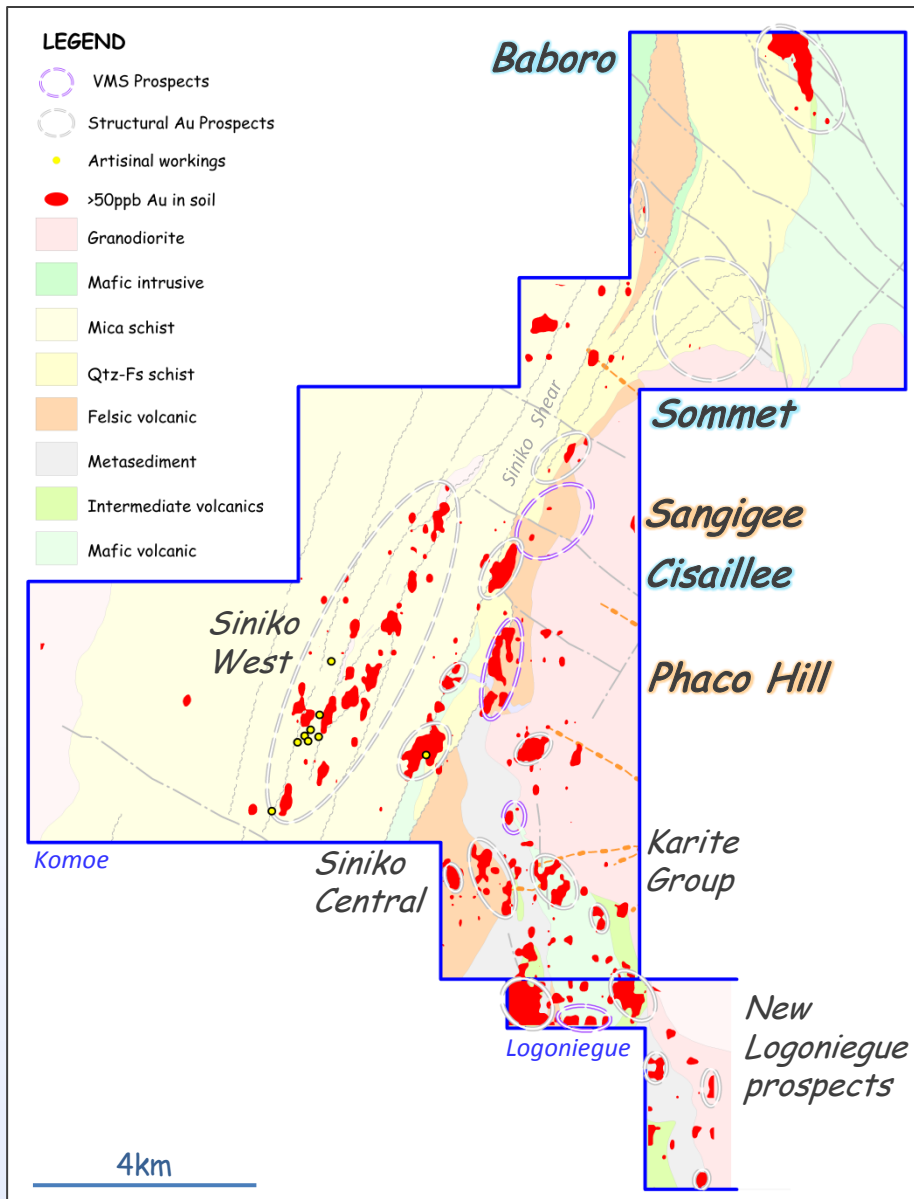 LEGEND
VMS Prospects
Structural Au Prospects
Artisinal workings
>50ppb Au in soil
Granodiorite
Mafic intrusive
Mica schist
Qtz-Fs schist
Felsic volcanic
Metasediment
Intermediate volcanics
Mafic volcanic
Baboro
Siniko Shear
Sommet
Sangigee
Cisaillee
Siniko
West
Phaco Hill
Komoe
Siniko
Central
Karite
Group
Logoniegue
New
Logoniegue
prospects
4km